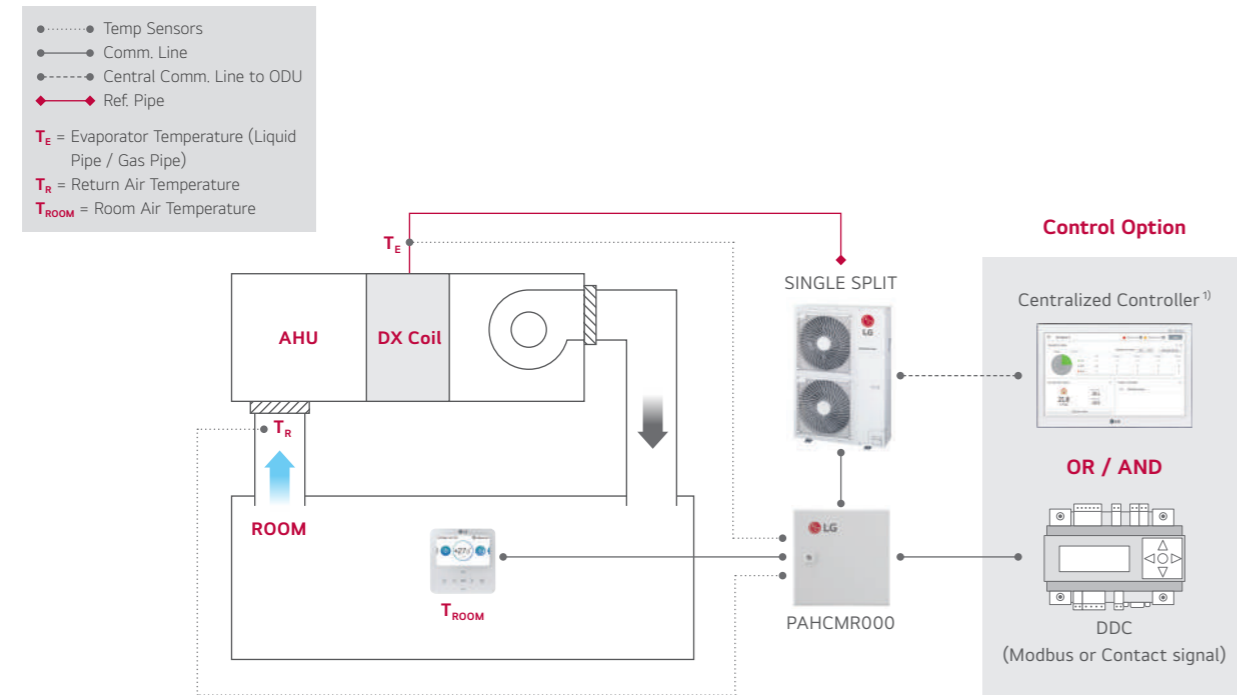 Temp Sensors
Comm. Line
Central Comm. Line to ODU
Ref. Pipe
TE = Evaporator Temperature (Liquid
Pipe / Gas Pipe)
TR = Return Air Temperature
TROOM = Room Air Temperature
Control Option
TE
SINGLE SPLIT
Centralized Controller 1)
AHU
DX Coil
LG
TR
OR / AND
ROOM
LG
TROOM
PAHCMR000
DDC
(Modbus or Contact signal)